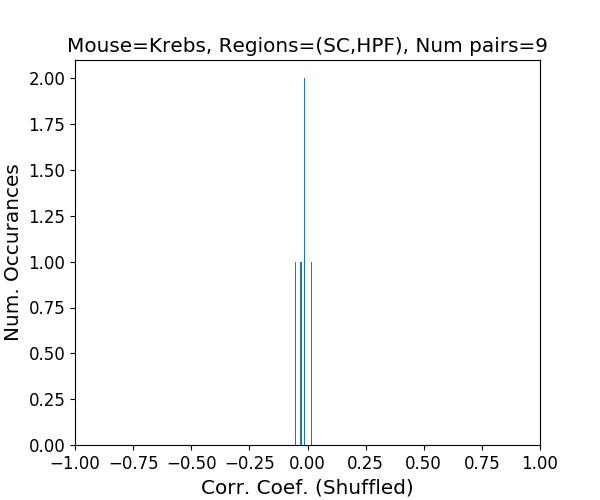 Mouse=Krebs, Regions=(SC,HPF), Num pairs=9
2.00
1.75
1.50
1.25
1.00
0.75
0.50
0.25
0.00
Num. Occurances
−1.00 −0.75 −0.50 −0.25 0.00 0.25 0.50 0.75 1.00
Corr. Coef. (Shuffled)